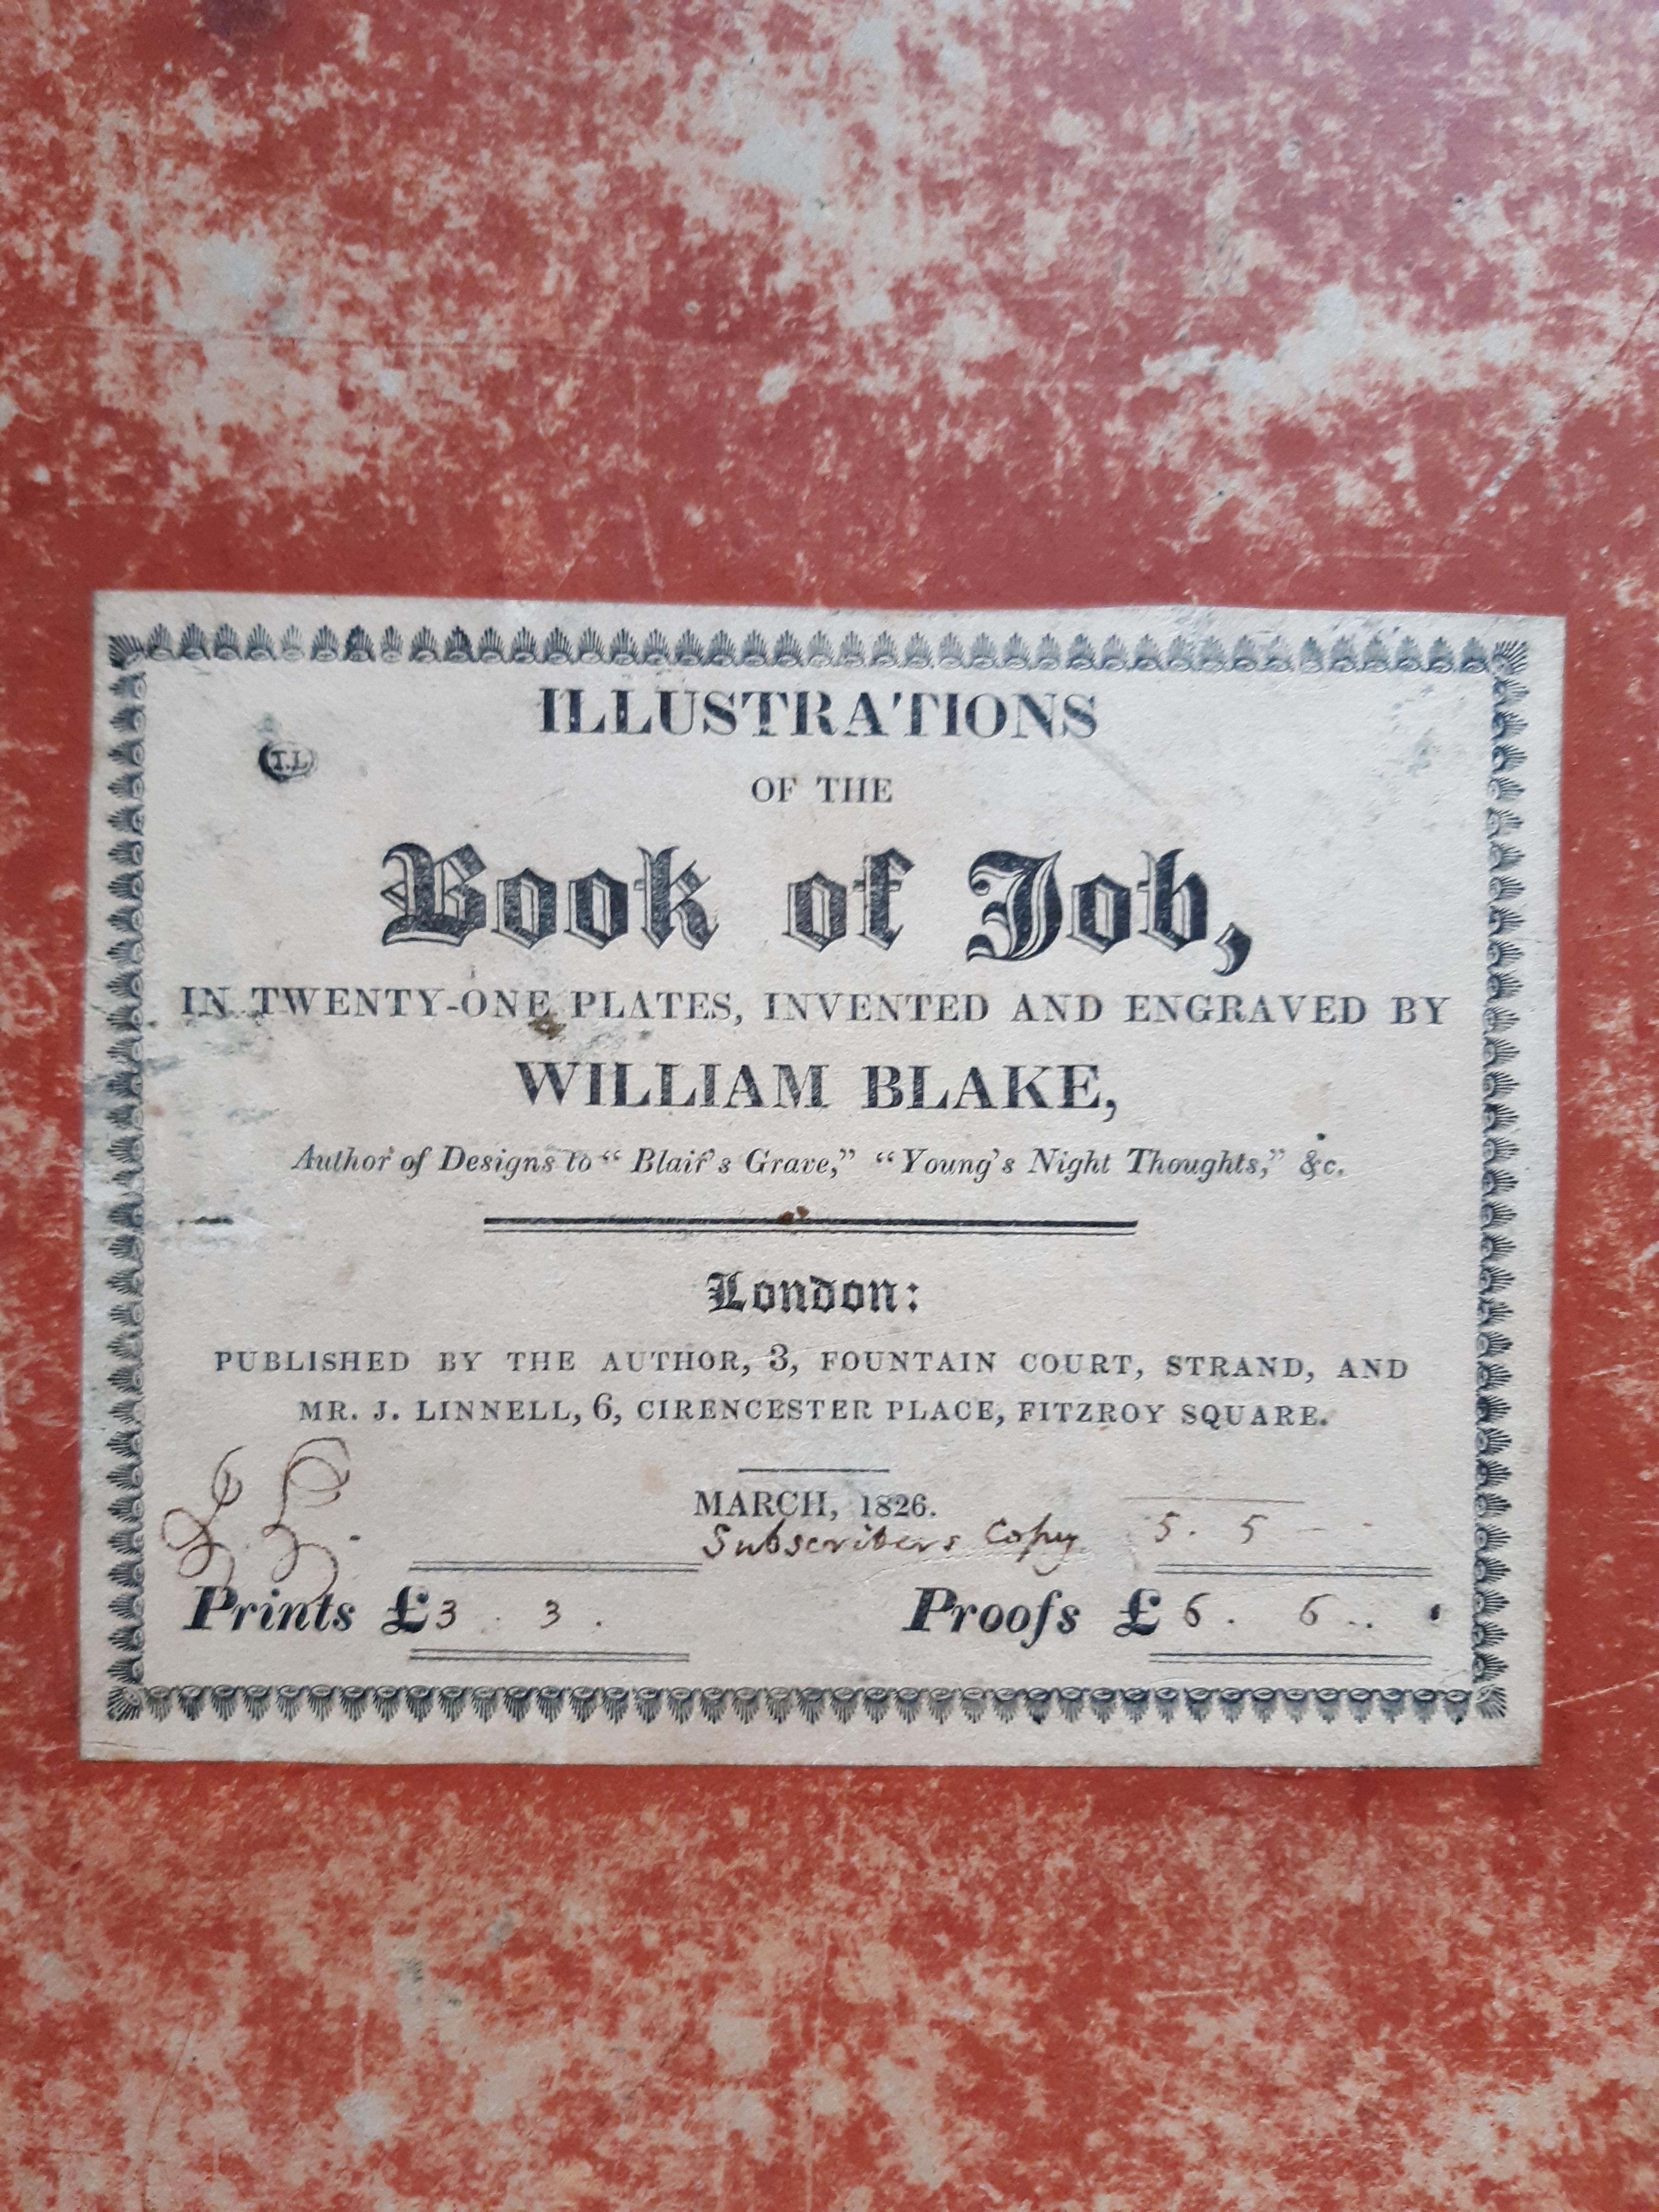 ILLUSTRATIONS
I.L
OF THE
Book of Job,
IN TWENTY-ONE PLATES, INVENTED AND ENGRAVED BY
WILLIAM BLAKE,
Author of Designs to “ Blair's Grave,” “ Young's Night Thoughts,” &c.
London:
PUBLISHED BY THE AUTHOR, 3, FOUNTAIN COURT, STRAND, AND
MR. J. LINNELL, 6, CIRENCESTER PLACE, FITZROY SQUARE.
MARCH, 1826.
Subscribers Copy 5. 5 - -
Prints £3 . 3 . Proofs £ 6 . 6 . .